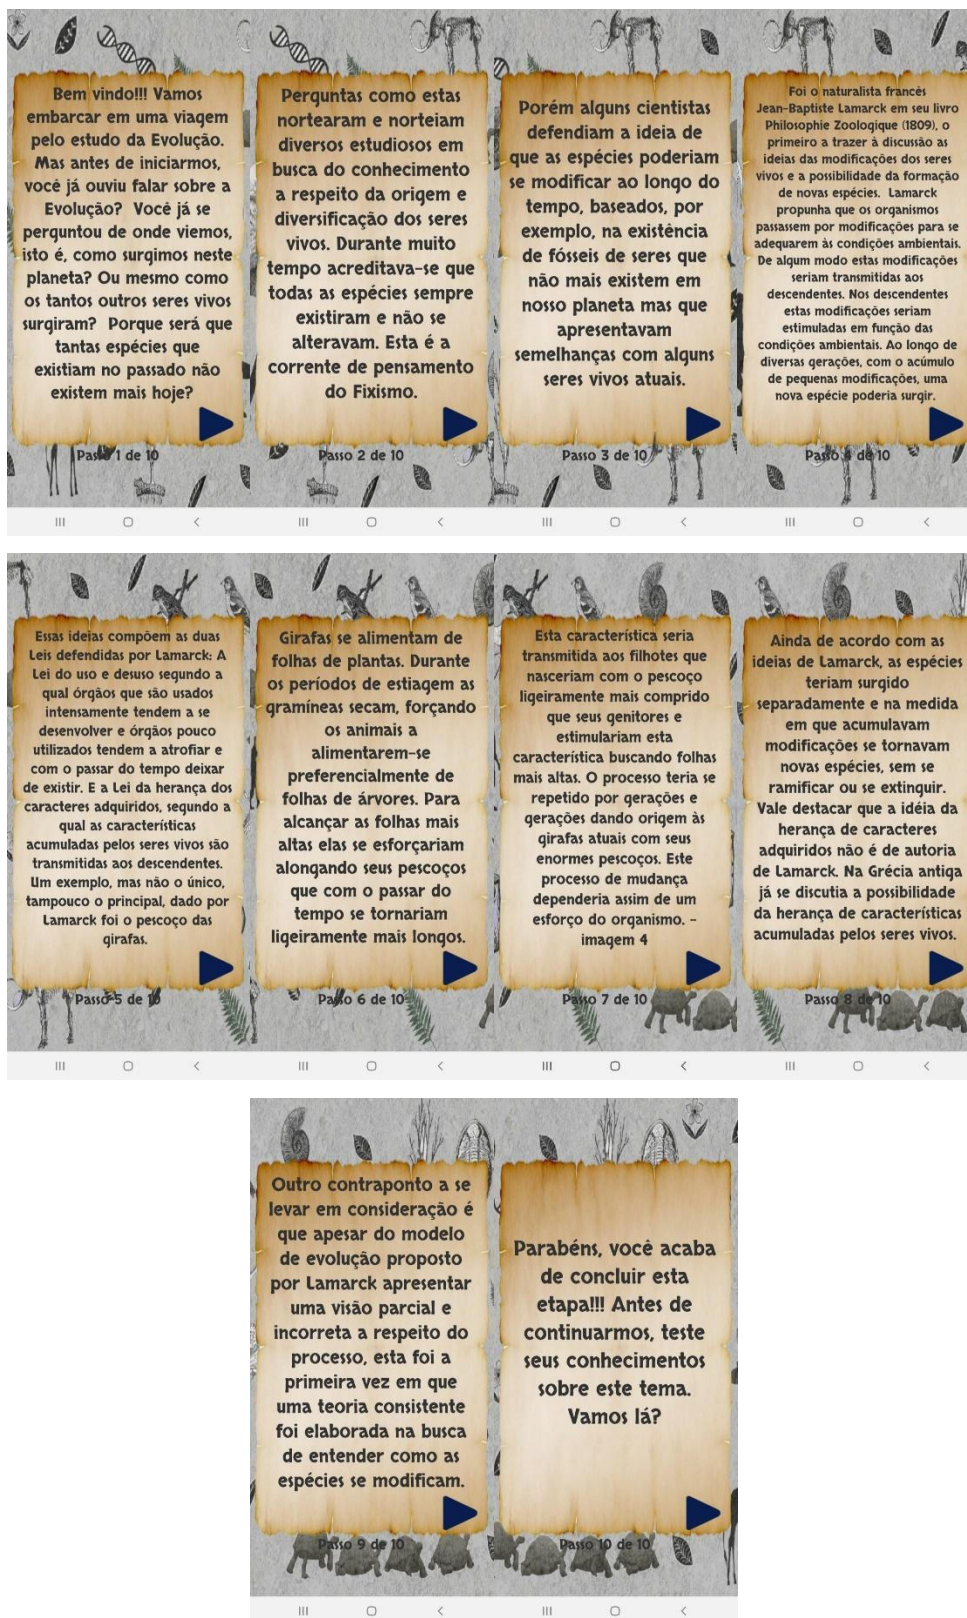 Bem vindo!!! Vamos
embarcar em uma viagem
pelo estudo da Evolução.
Mas antes de iniciarmos,
você já ouviu falar sobre a
Evolução? Você já se
perguntou de onde viemos,
isto é, como surgimos neste
planeta? Ou mesmo como
os tantos outros seres vivos
surgiram? Porque será que
tantas espécies que
existiam no passado não
existem mais hoje?
Passo 1 de 10
Perguntas como estas
nortearam e norteiam
diversos estudiosos em
busca do conhecimento
a respeito da origem e
diversificação dos seres
vivos. Durante muito
tempo acreditava-se que
todas as espécies sempre
existiram e não se
alteravam. Esta é a
corrente de pensamento
do Fixismo.
Passo 2 de 10
Porém alguns cientistas
defendiam a ideia de
que as espécies poderiam
se modificar ao longo do
tempo, baseados, por
exemplo, na existência
de fósseis de seres que
não mais existem em
nosso planeta mas que
apresentavam
semelhanças com alguns
seres vivos atuais.
Passo 3 de 10
Foi o naturalista francês
Jean-Baptiste Lamarck em seu livro
Philosophie Zoologique (1809), o
primeiro a trazer à discussão as
ideias das modificações dos seres
vivos e a possibilidade da formação
de novas espécies. Lamarck
propunha que os organismos
passassem por modificações para se
adequarem às condições ambientais.
De algum modo estas modificações
seriam transmitidas aos
descendentes. Nos descendentes
estas modificações seriam
estimuladas em função das
condições ambientais. Ao longo de
diversas gerações, com o acúmulo
de pequenas modificações, uma
nova espécie poderia surgir.
Passo 4 de 10
Essas ideias compõem as duas
Leis defendidas por Lamarck: A
Lei do uso e desuso segundo a
qual órgãos que são usados
intensamente tendem a se
desenvolver e órgãos pouco
utilizados tendem a atrofiar e
com o passar do tempo deixar
de existir. E a Lei da herança dos
caracteres adquiridos, segundo a
qual as características
acumuladas pelos seres vivos são
transmitidas aos descendentes.
Um exemplo, mas não o único,
tampouco o principal, dado por
Lamarck foi o pescoço das
girafas.
Passo 5 de 10
Girafas se alimentam de
folhas de plantas. Durante
os períodos de estiagem as
gramíneas secam, forçando
os animais a
alimentarem-se
preferencialmente de
folhas de árvores. Para
alcançar as folhas mais
altas elas se esforçariam
alongando seus pescoços
que com o passar do
tempo se tornariam
ligeiramente mais longos.
Passo 6 de 10
Esta característica seria
transmitida aos filhotes que
nasceriam com o pescoço
ligeiramente mais comprido
que seus genitores e
estimulariam esta
característica buscando folhas
mais altas. O processo teria se
repetido por gerações e
gerações dando origem às
girafas atuais com seus
enormes pescoços. Este
processo de mudança
dependeria assim de um
esforço do organismo. -
imagem 4
Passo 7 de 10
Ainda de acordo com as
ideias de Lamarck, as espécies
teriam surgido
separadamente e na medida
em que acumulavam
modificações se tornavam
novas espécies, sem se
ramificar ou se extinguir.
Vale destacar que a idéia da
herança de caracteres
adquiridos não é de autoria
de Lamarck. Na Grécia antiga
já se discutia a possibilidade
da herança de características
acumuladas pelos seres vivos.
Passo 8 de 10
Outro contraponto a se
levar em consideração é
que apesar do modelo
de evolução proposto
por Lamarck apresentar
uma visão parcial e
incorreta a respeito do
processo, esta foi a
primeira vez em que
uma teoria consistente
foi elaborada na busca
de entender como as
espécies se modificam.
Passo 9 de 10
Parabéns, você acaba
de concluir esta
etapa!!! Antes de
continuarmos, teste
seus conhecimentos
sobre este tema.
Vamos lá?
Passo 10 de 10